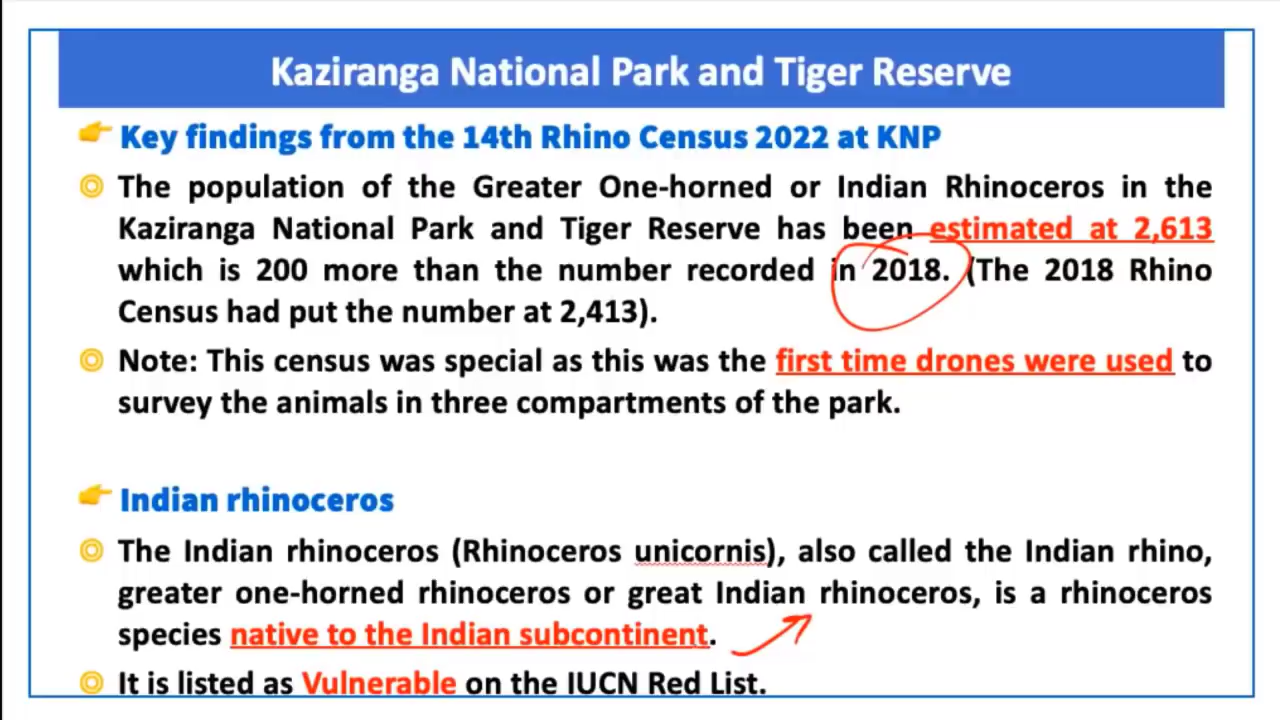 Kaziranga National Park and Tiger Reserve
Key findings from the 14th Rhino Census 2022 at KNP
The population of the Greater One-horned or Indian Rhinoceros in the
Kaziranga National Park and Tiger Reserve has been estimated at 2,613
which is 200 more than the number recorded in 2018. (The 2018 Rhino
Census had put the number at 2,413).
Note: This census was special as this was the first time drones were used to
survey the animals in three compartments of the park.
Indian rhinoceros
The Indian rhinoceros (Rhinoceros unicornis), also called the Indian rhino,
greater one-horned rhinoceros or great Indian rhinoceros, is a rhinoceros
species native to the Indian subcontinent.
It is listed as Vulnerable on the IUCN Red List.